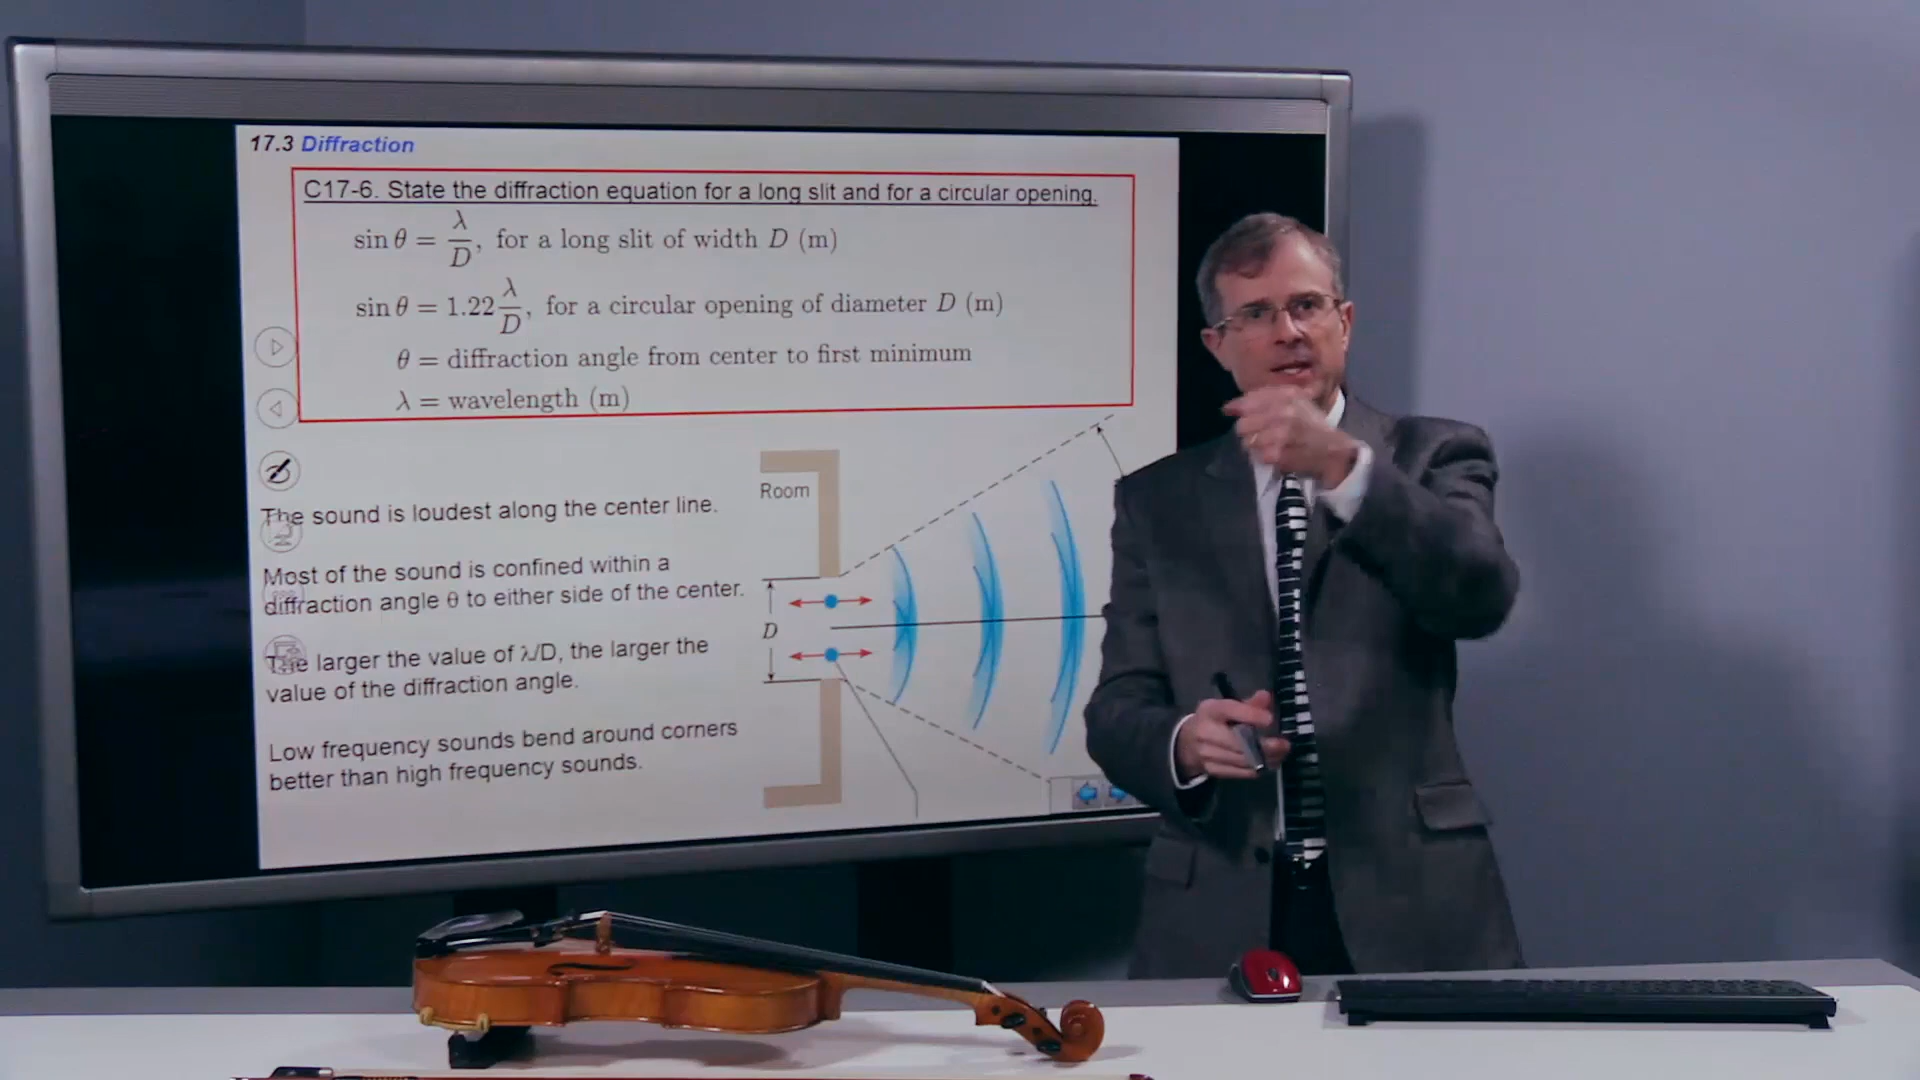 17.3 Diffraction
C17-6. State the diffraction equation for a long slit and for a circular opening.
sin θ = λ/D, for a long slit of width D (m)
sin θ = 1.22 λ/D, for a circular opening of diameter D (m)
θ = diffraction angle from center to first minimum
λ = wavelength (m)
The sound is loudest along the center line.
Most of the sound is confined within a
diffraction angle θ to either side of the center.
The larger the value of λ/D, the larger the
value of the diffraction angle.
Low frequency sounds bend around corners
better than high frequency sounds.
Room
D